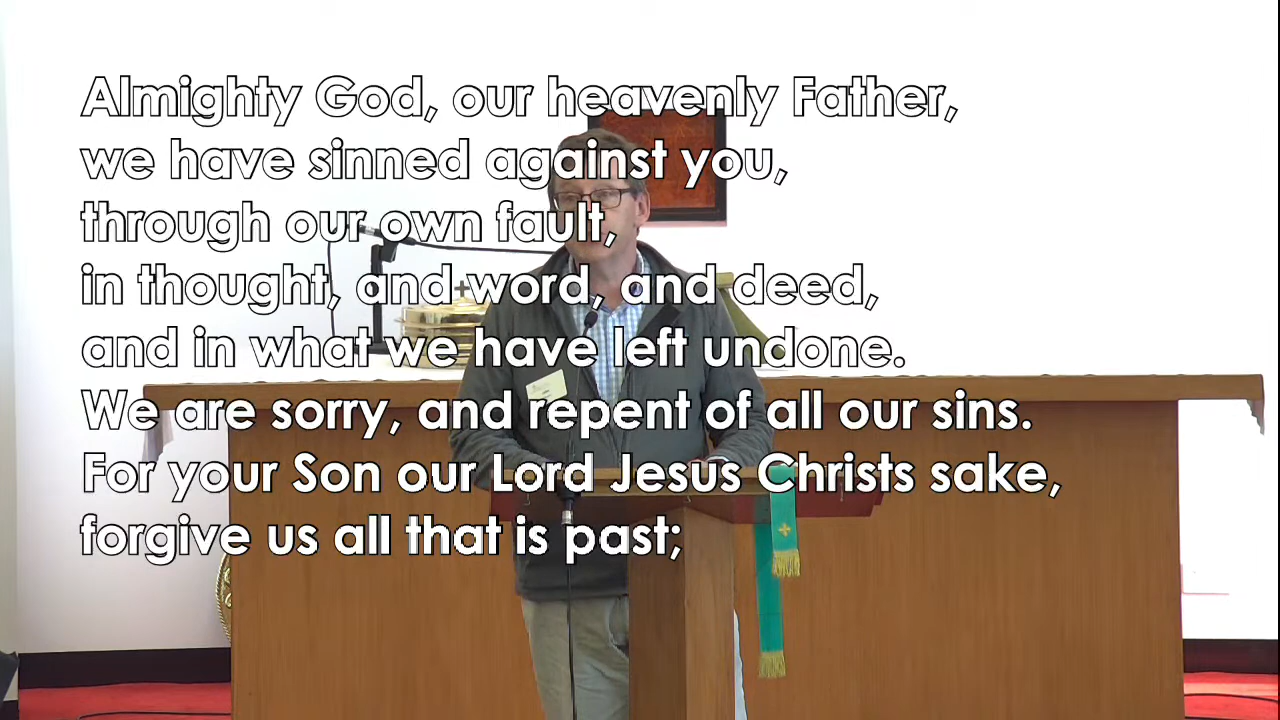 Almighty God, our heavenly Father,
we have sinned against you,
through our own fault,
in thought, and word, and deed,
and in what we have left undone.
We are sorry, and repent of all our sins.
For your Son our Lord Jesus Christs sake,
forgive us all that is past;